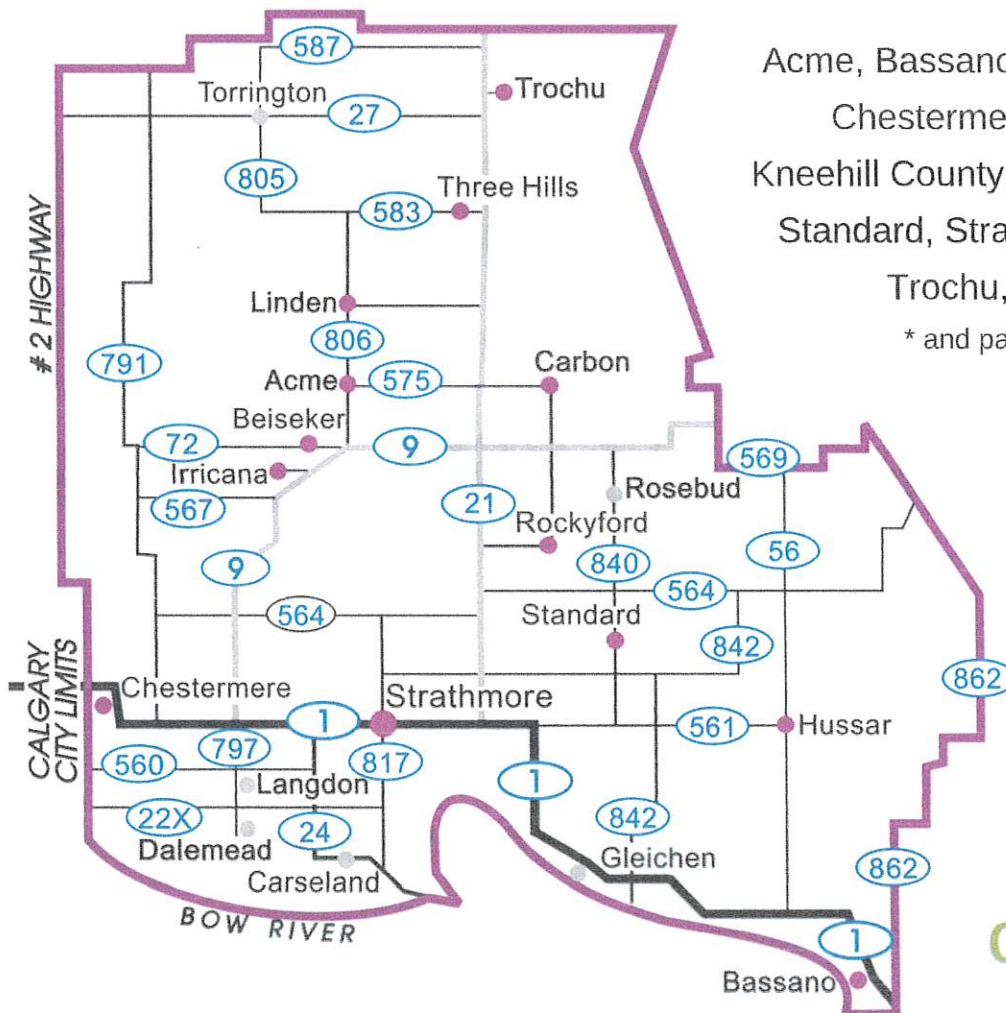 587
Acme, Bassano
Torrington
27
Trochu
Chesterme
805
Three Hills
583
Kneehill County
Standard, Stra
# 2 HIGHWAY
Linden
Trochu,
806
* and pa
791
Acme
575
Carbon
Beiseker
72
9
569
Irricana
567
21
Rosebud
Rockyford
9
840
56
564
564
Standard
842
CALGARY
CITY LIMITS
Chestermere
Strathmore
862
1
561
Hussar
797
817
560
Langdon
1
22X
24
842
Dalemead
Gleichen
Carseland
862
BOW RIVER
1
Bassano